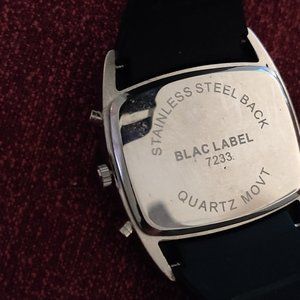 STAINLESS STEEL BACK
BLAC LABEL
7233
QUARTZ MOVT